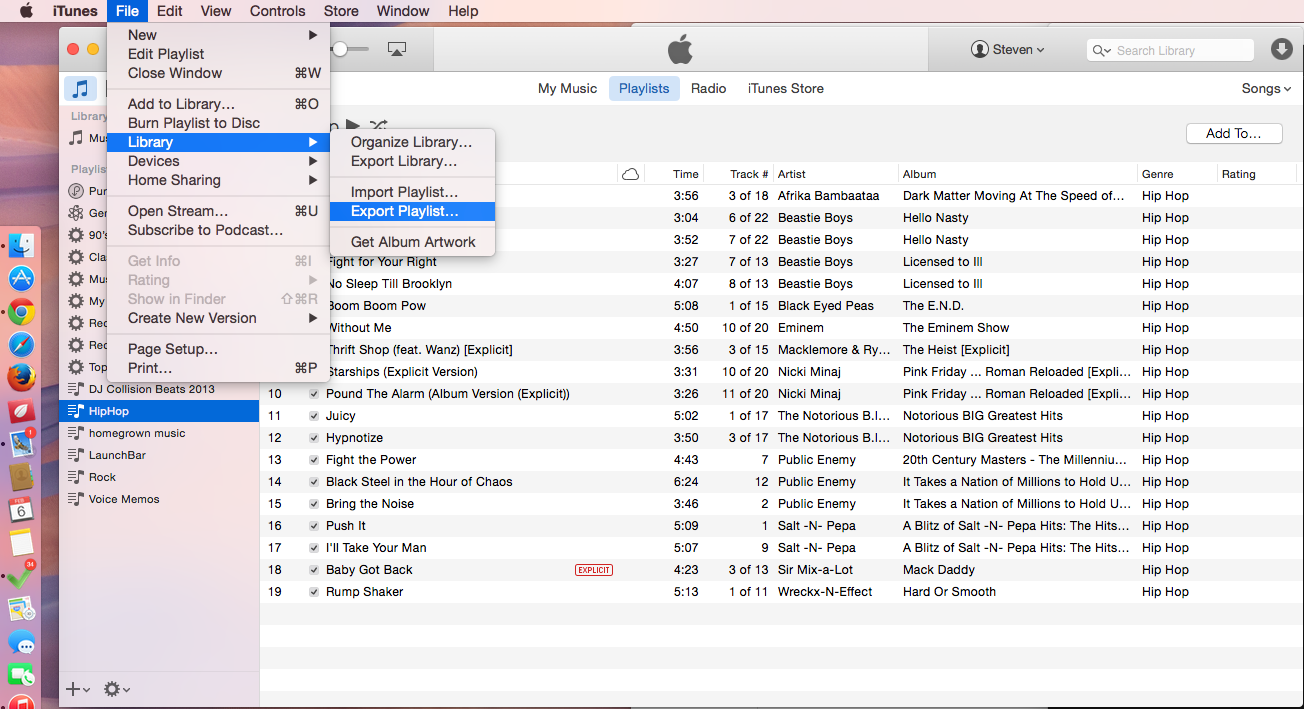 iTunes File Edit View Controls Store Window Help
New
Edit Playlist
Close Window ⌘W
Add to Library... ⌘O
Burn Playlist to Disc
Library
Devices
Home Sharing
Open Stream... ⌘U
Subscribe to Podcast...
Get Info ⌘I
Rating
Show in Finder ⇧⌘R
Create New Version
Page Setup...
Print... ⌘P
Organize Library...
Export Library...
Import Playlist...
Export Playlist...
Get Album Artwork
Steven
Search Library
My Music Playlists Radio iTunes Store
Songs
Add To...
Library
Mus
Playlis
Pur
Ger
90's
Cla
Mus
My
Rec
Rec
Top
DJ Collision Beats 2013
HipHop
homegrown music
LaunchBar
Rock
Voice Memos
Time Track # Artist Album Genre Rating
3:56 3 of 18 Afrika Bambaataa Dark Matter Moving At The Speed of... Hip Hop
3:04 6 of 22 Beastie Boys Hello Nasty Hip Hop
3:52 7 of 22 Beastie Boys Hello Nasty Hip Hop
Fight for Your Right 3:27 7 of 13 Beastie Boys Licensed to Ill Hip Hop
No Sleep Till Brooklyn 4:07 8 of 13 Beastie Boys Licensed to Ill Hip Hop
Boom Boom Pow 5:08 1 of 15 Black Eyed Peas The E.N.D. Hip Hop
Without Me 4:50 10 of 20 Eminem The Eminem Show Hip Hop
Thrift Shop (feat. Wanz) [Explicit] 3:56 3 of 15 Macklemore & Ry... The Heist [Explicit] Hip Hop
Starships (Explicit Version) 3:31 10 of 20 Nicki Minaj Pink Friday ... Roman Reloaded [Expli... Hip Hop
10 Pound The Alarm (Album Version (Explicit)) 3:26 11 of 20 Nicki Minaj Pink Friday ... Roman Reloaded [Expli... Hip Hop
11 Juicy 5:02 1 of 17 The Notorious B.I... Notorious BIG Greatest Hits Hip Hop
12 Hypnotize 3:50 3 of 17 The Notorious B.I... Notorious BIG Greatest Hits Hip Hop
13 Fight the Power 4:43 7 Public Enemy 20th Century Masters - The Millenniu... Hip Hop
14 Black Steel in the Hour of Chaos 6:24 12 Public Enemy It Takes a Nation of Millions to Hold U... Hip Hop
15 Bring the Noise 3:46 2 Public Enemy It Takes a Nation of Millions to Hold U... Hip Hop
16 Push It 5:09 1 Salt -N- Pepa A Blitz of Salt -N- Pepa Hits: The Hits... Hip Hop
17 I'll Take Your Man 5:07 9 Salt -N- Pepa A Blitz of Salt -N- Pepa Hits: The Hits... Hip Hop
18 Baby Got Back EXPLICIT 4:23 3 of 13 Sir Mix-a-Lot Mack Daddy Hip Hop
19 Rump Shaker 5:13 1 of 11 Wreckx-N-Effect Hard Or Smooth Hip Hop
1
FEB
6
34